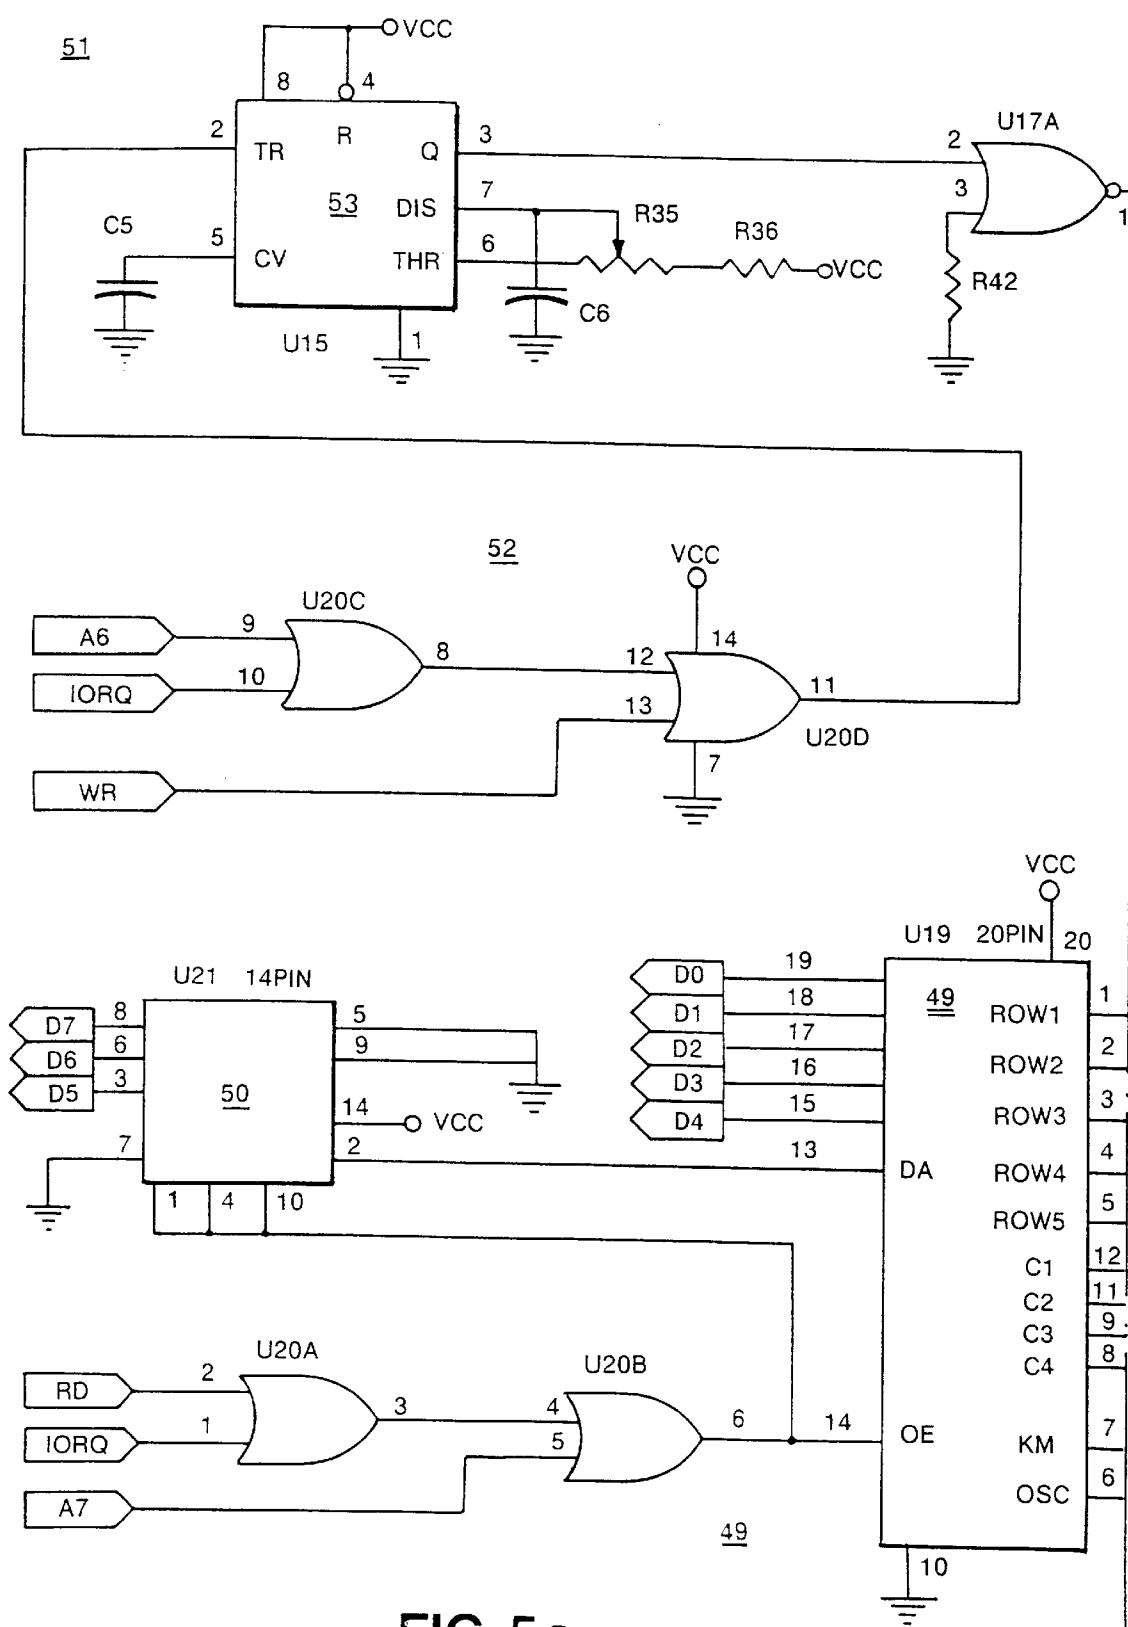 51
VCC
8
4
2
TR
R
Q
3
U17A
2
53
DIS
7
3
1
C5
R35
R36
5
CV
THR
6
VCC
R42
C6
U15
1
52
VCC
U20C
A6
9
14
8
12
IORQ
10
11
13
U20D
7
WR
VCC
U19
20PIN
20
U21
14PIN
D0
19
49
ROW1
1
D7
8
5
D1
18
D6
6
9
D2
17
ROW2
2
D5
3
50
D3
16
14
VCC
D4
15
ROW3
3
7
2
13
DA
ROW4
4
1
4
10
ROW5
5
C1
12
C2
11
C3
9
C4
8
U20A
U20B
RD
2
3
4
6
14
OE
IORQ
1
5
KM
7
A7
OSC
6
49
10